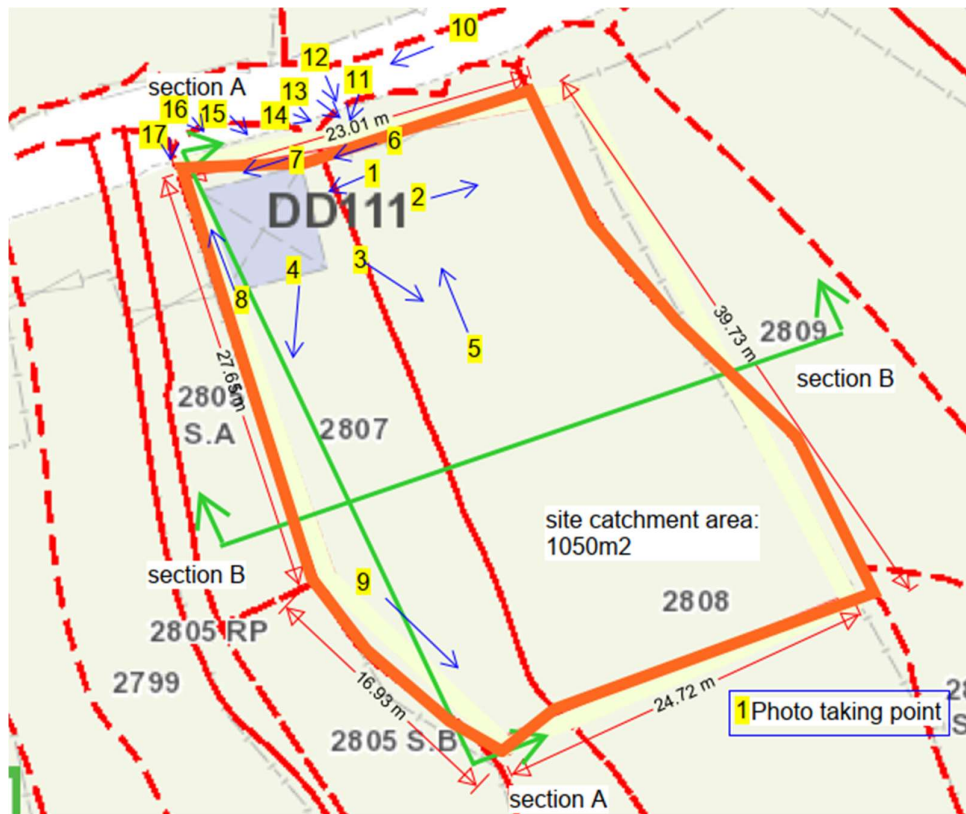 10
12
section A
11
13
16
15
14
17
23.01 m
6
7
1
DD111
2
3
4
8
39.73 m
5
2809
27.65 m
section B
S.A
2807
site catchment area:
1050m2
section B
9
2808
2805 RP
2799
16.93 m
24.72 m
1 Photo taking point
2805 S.B
section A